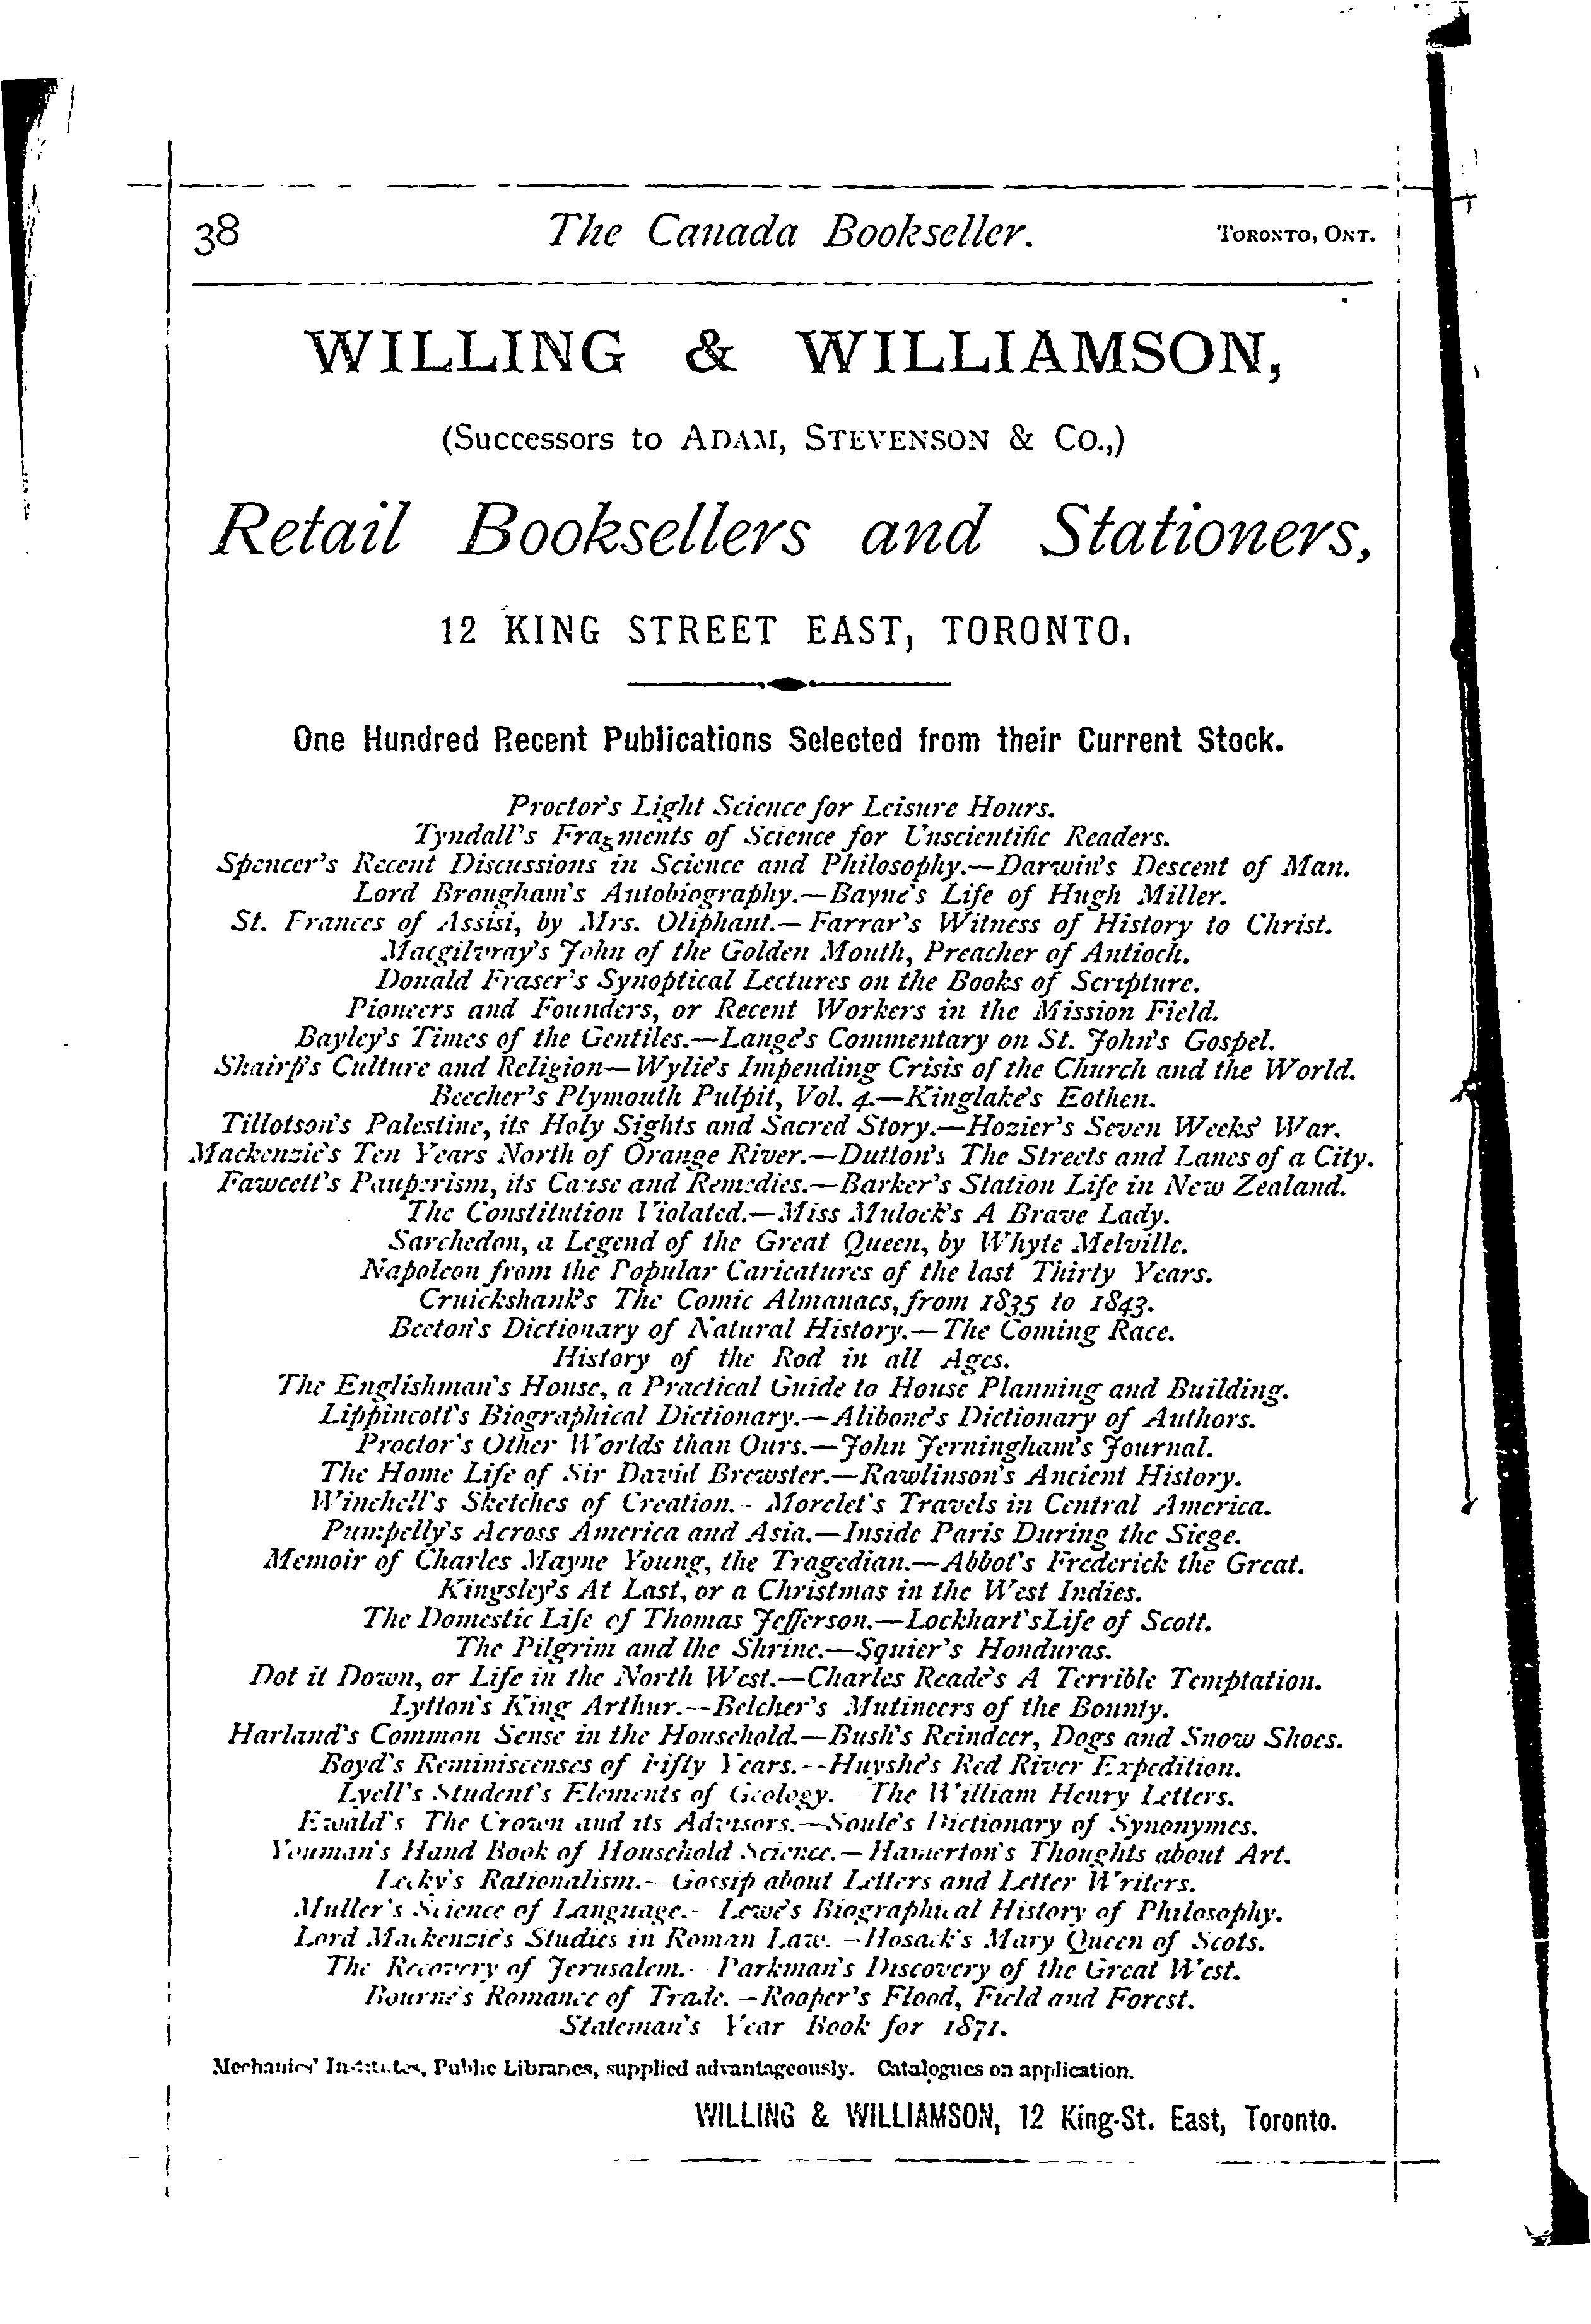 38 The Canada Bookseller. TORONTO, ONT.
WILLING & WILLIAMSON,
(Successors to ADAM, STEVENSON & CO.,)
Retail Booksellers and Stationers,
12 KING STREET EAST, TORONTO.
One Hundred Recent Publications Selected from their Current Stock.
Proctor's Light Science for Leisure Hours.
Tyndall's Fragments of Science for Unscientific Readers.
Spencer's Recent Discussions in Science and Philosophy.—Darwin's Descent of Man.
Lord Brougham's Autobiography.—Bayne's Life of Hugh Miller.
St. Frances of Assisi, by Mrs. Oliphant.—Farrar's Witness of History to Christ.
Macgilvray's John of the Golden Mouth, Preacher of Antioch.
Donald Fraser's Synoptical Lectures on the Books of Scripture.
Pioneers and Founders, or Recent Workers in the Mission Field.
Bayley's Times of the Gentiles.—Lange's Commentary on St. John's Gospel.
Shairp's Culture and Religion—Wylie's Impending Crisis of the Church and the World.
Beecher's Plymouth Pulpit, Vol. 4.—Kinglake's Eothen.
Tillotson's Palestine, its Holy Sights and Sacred Story.—Hozier's Seven Weeks' War.
Mackenzie's Ten Years North of Orange River.—Dutton's The Streets and Lanes of a City.
Fawcett's Pauperism, its Cause and Remedies.—Barker's Station Life in New Zealand.
The Constitution Violated.—Miss Mulock's A Brave Lady.
Sarchedon, a Legend of the Great Queen, by Whyte Melville.
Napoleon from the Popular Caricatures of the last Thirty Years.
Cruickshank's The Comic Almanacs, from 1835 to 1843.
Beeton's Dictionary of Natural History.—The Coming Race.
History of the Rod in all Ages.
The Englishman's House, a Practical Guide to House Planning and Building.
Lippincott's Biographical Dictionary.—Alibone's Dictionary of Authors.
Proctor's Other Worlds than Ours.—John Jerningham's Journal.
The Home Life of Sir David Brewster.—Rawlinson's Ancient History.
Winchell's Sketches of Creation.- Morelet's Travels in Central America.
Pumpelly's Across America and Asia.—Inside Paris During the Siege.
Memoir of Charles Mayne Young, the Tragedian.—Abbot's Frederick the Great.
Kingsley's At Last, or a Christmas in the West Indies.
The Domestic Life of Thomas Jefferson.—Lockhart'sLife of Scott.
The Pilgrim and the Shrine.—Squier's Honduras.
Dot it Down, or Life in the North West.—Charles Reade's A Terrible Temptation.
Lytton's King Arthur.--Belcher's Mutineers of the Bounty.
Harland's Common Sense in the Household.—Bush's Reindeer, Dogs and Snow Shoes.
Boyd's Reminiscenses of Fifty Years.--Huyshe's Red River Expedition.
Lyell's Student's Elements of Geology. - The William Henry Letters.
Ewald's The Crown and its Advisors.—Soule's Dictionary of Synonymes.
Youman's Hand Book of Household Science.—Hamerton's Thoughts about Art.
Lecky's Rationalism.—Gossip about Letters and Letter Writers.
Muller's Science of Language.- Lewe's Biographical History of Philosophy.
Lord Mackenzie's Studies in Roman Law.—Hosack's Mary Queen of Scots.
The Recovery of Jerusalem.- Parkman's Discovery of the Great West.
Bourne's Romance of Trade.—Rooper's Flood, Field and Forest.
Stateman's Year Book for 1871.
Mechanics' Institutes, Public Libraries, supplied advantageously. Catalogues on application.
WILLING & WILLIAMSON, 12 King-St. East, Toronto.